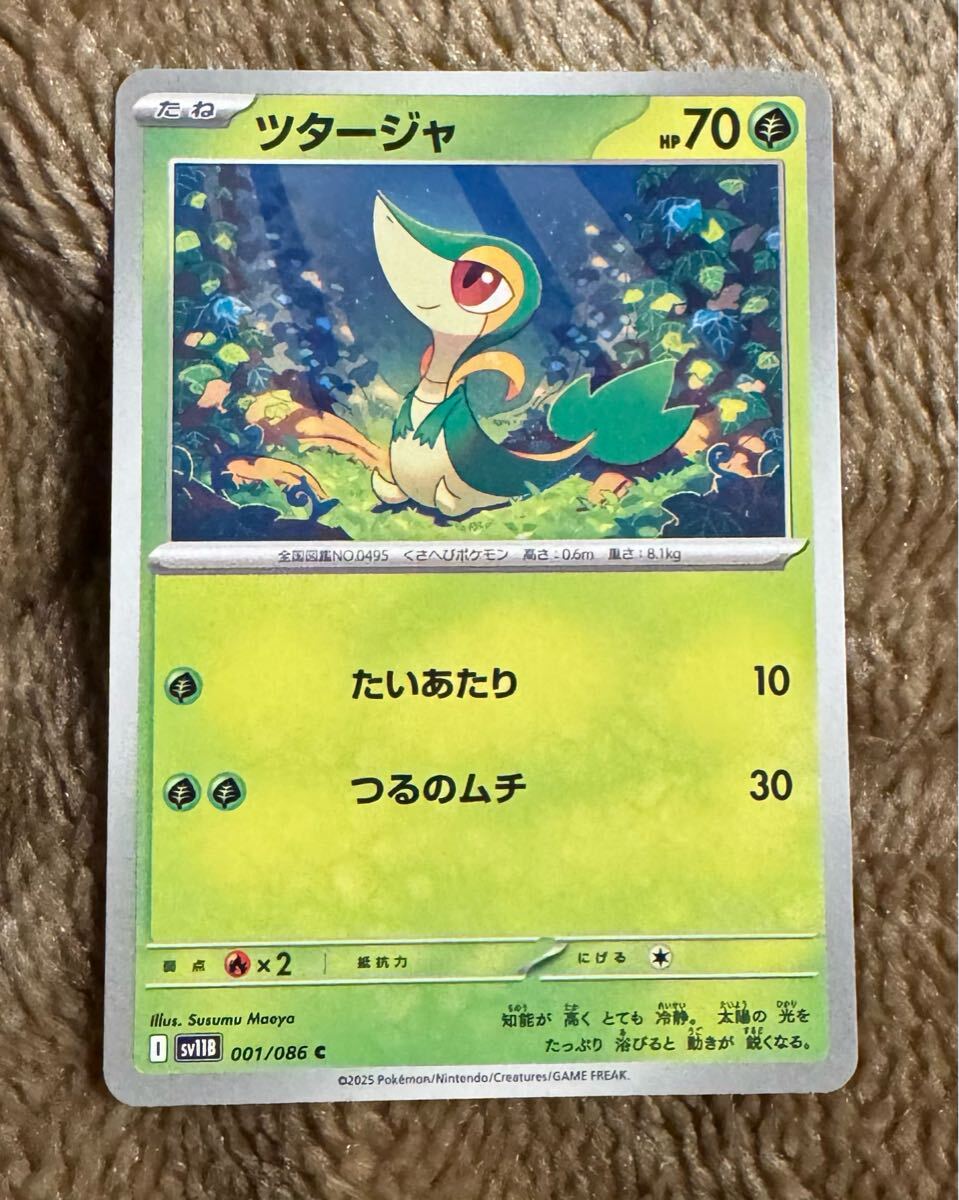 たね
ツタージャ
HP70
全国図鑑NO.0495 くさへびポケモン 高さ:0.6m 重さ:8.1kg
たいあたり 10
つるのムチ 30
弱点 ×2 抵抗力 にげる
Illus. Susumu Maeya
知能が 高く とても 冷静。 太陽の 光を
たっぷり 浴びると 動きが 鋭くなる。
I sv11B 001/086 C
©2025 Pokémon/Nintendo/Creatures/GAME FREAK.